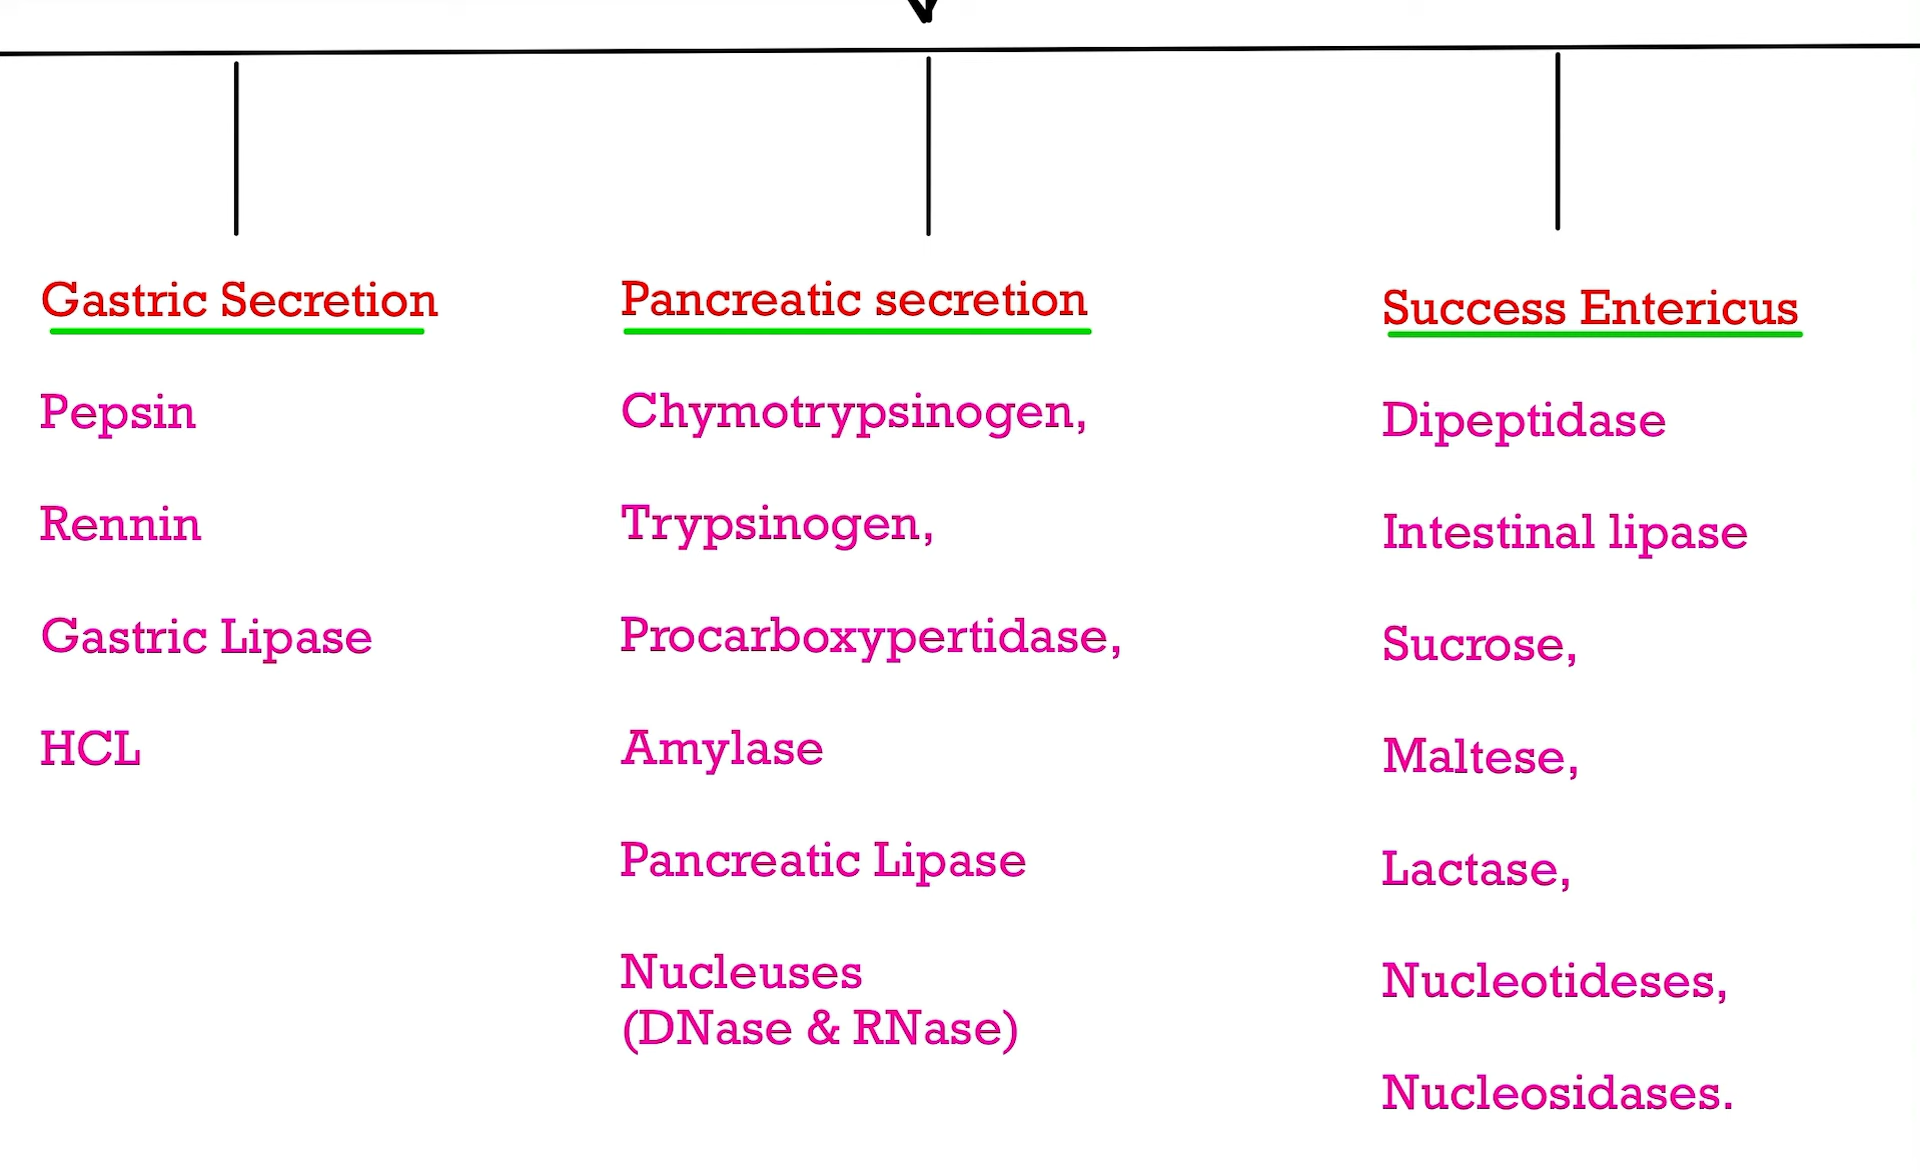 Gastric Secretion
Pepsin
Rennin
Gastric Lipase
HCL
Pancreatic secretion
Chymotrypsinogen,
Trypsinogen,
Procarboxypertidase,
Amylase
Pancreatic Lipase
Nucleuses
(DNase & RNase)
Success Entericus
Dipeptidase
Intestinal lipase
Sucrose,
Maltese,
Lactase,
Nucleotideses,
Nucleosidases.